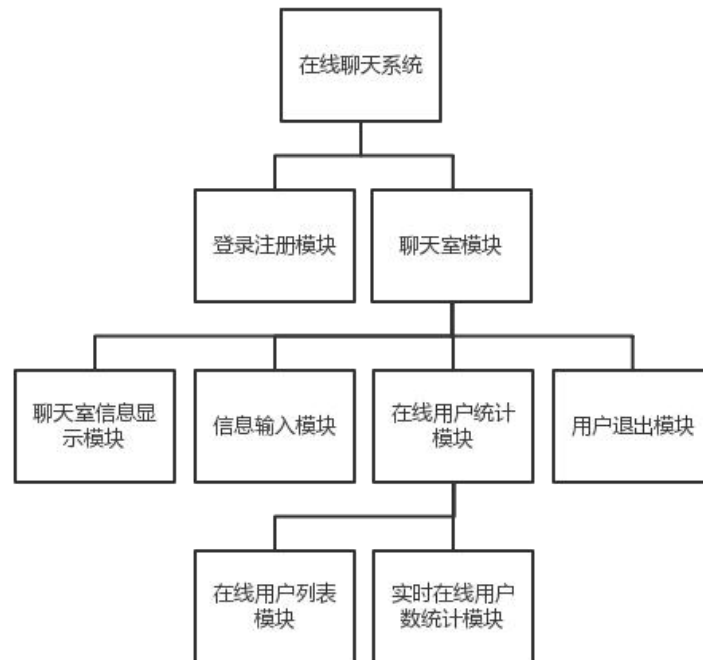 在线聊天系统
登录注册模块
聊天室模块
聊天室信息显
示模块
信息输入模块
在线用户统计
模块
用户退出模块
在线用户列表
模块
实时在线用户
数统计模块